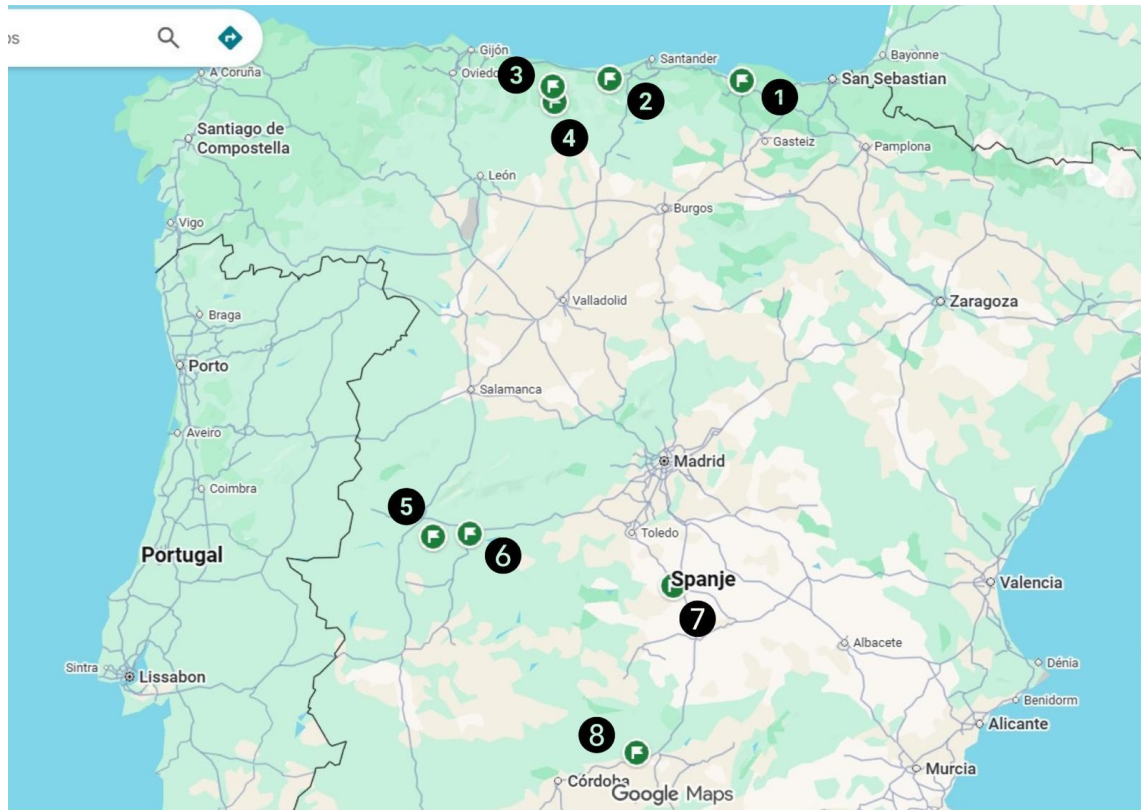 os
Gijón
Santander
Bayonne
A Coruña
Oviedo
3
2
1
San Sebastian
Santiago de
Compostella
4
Gasteiz
Pamplona
León
Vigo
Burgos
Valladolid
Zaragoza
Braga
Porto
Salamanca
Aveiro
Madrid
Coimbra
5
Toledo
Portugal
6
Spanje
Valencia
7
Albacete
Sintra
Lissabon
Dénia
Benidorm
8
Alicante
Córdoba
Murcia
Google Maps